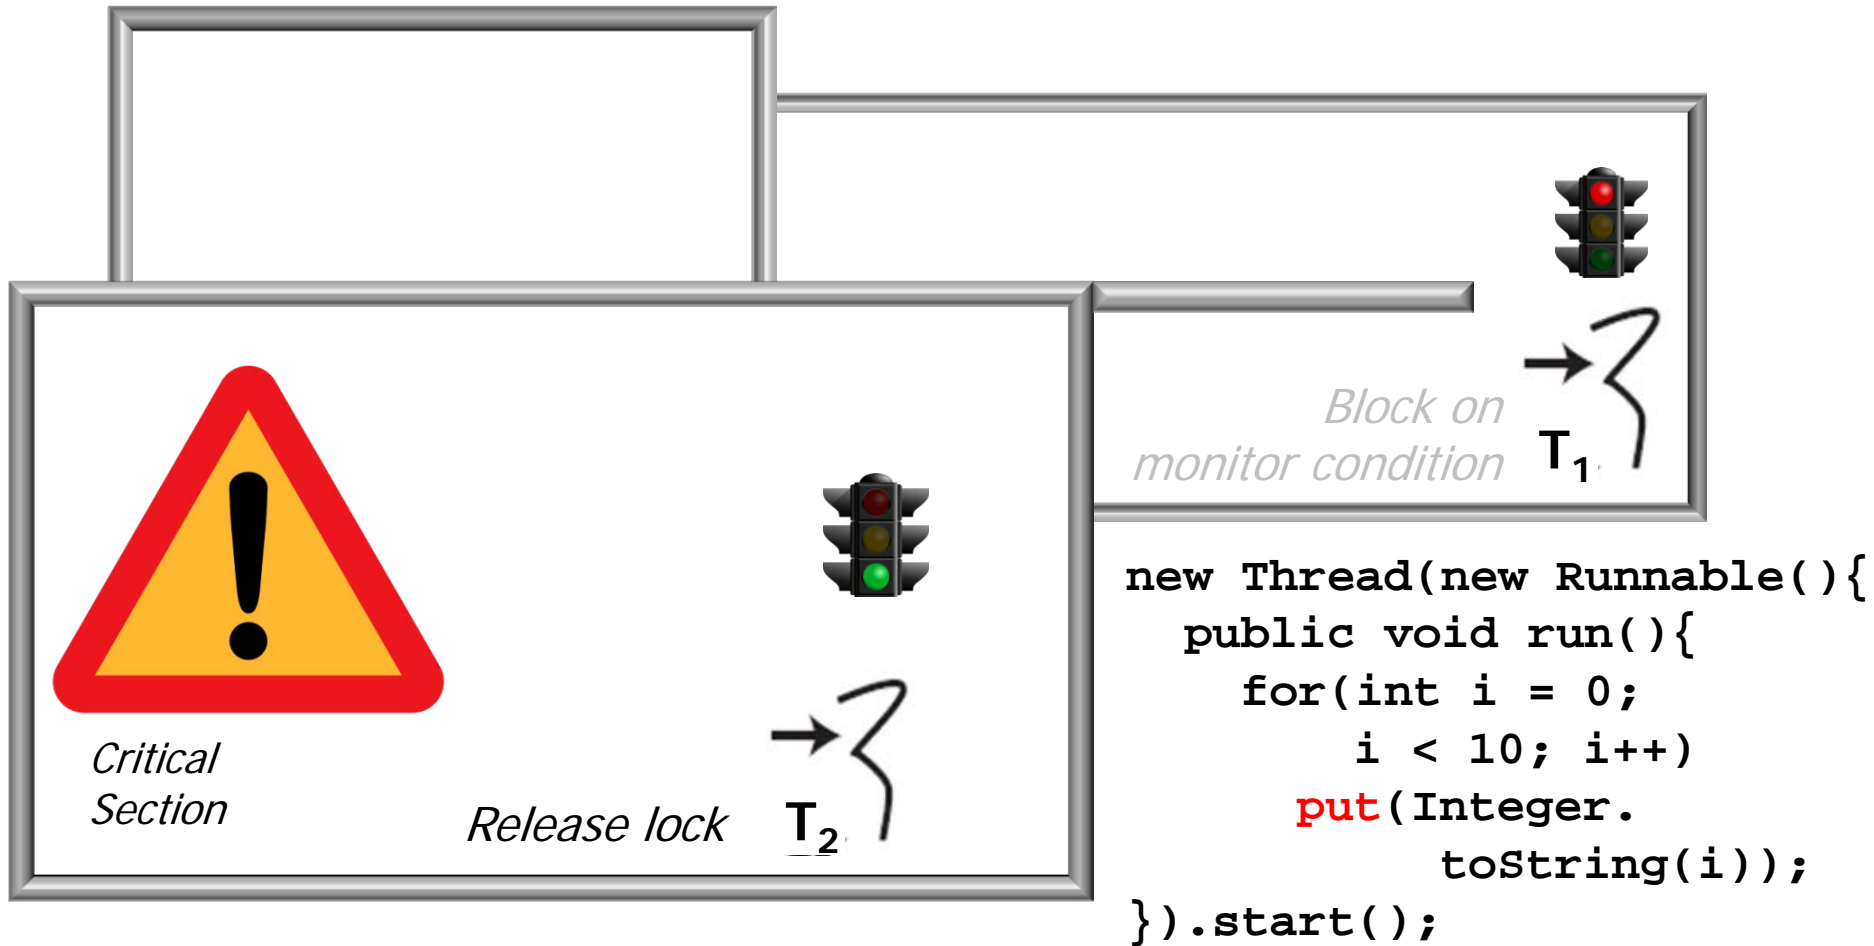 Block on
monitor condition
T₁
Critical
Section
Release lock
T₂
new Thread(new Runnable(){
public void run(){
for(int i = 0;
i < 10; i++)
put(Integer.
toString(i));
}).start();